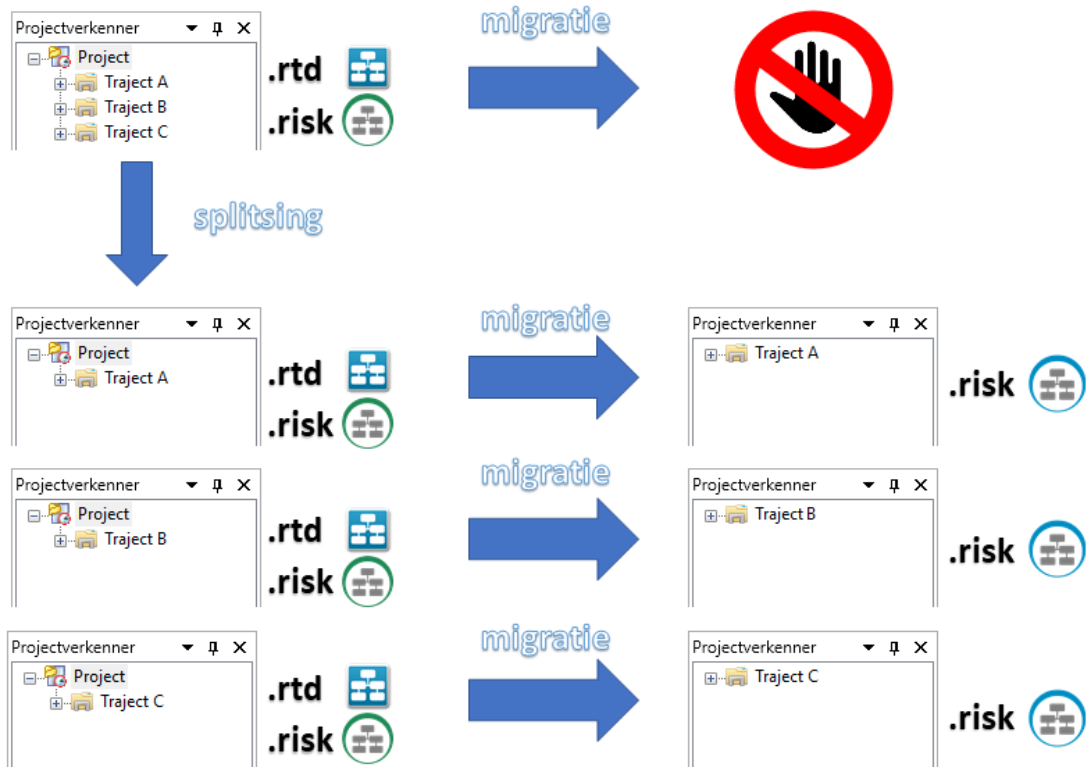 Projectverkenner
Project
Traject A
Traject B
Traject C
.rtd
.risk
migratie
splitsing
Projectverkenner
Project
Traject A
.rtd
.risk
migratie
Projectverkenner
Traject A
.risk
Projectverkenner
Project
Traject B
.rtd
.risk
migratie
Projectverkenner
Traject B
.risk
Projectverkenner
Project
Traject C
.rtd
.risk
migratie
Projectverkenner
Traject C
.risk